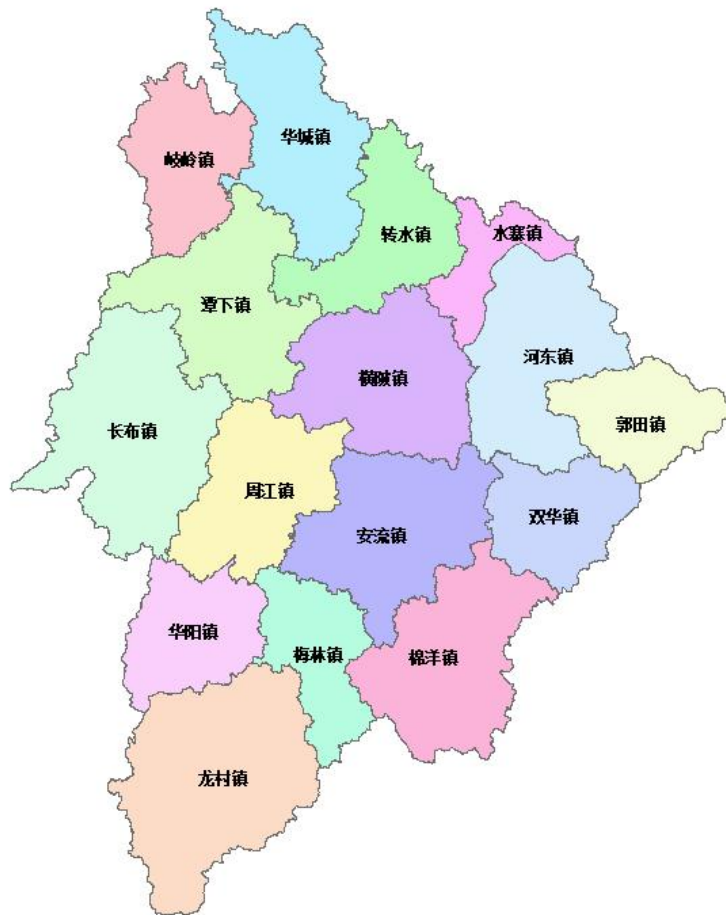 华城镇
岐岭镇
转水镇
水寨镇
潭下镇
河东镇
横陂镇
郭田镇
长布镇
周江镇
双华镇
安流镇
华阳镇
梅林镇
棉洋镇
龙村镇